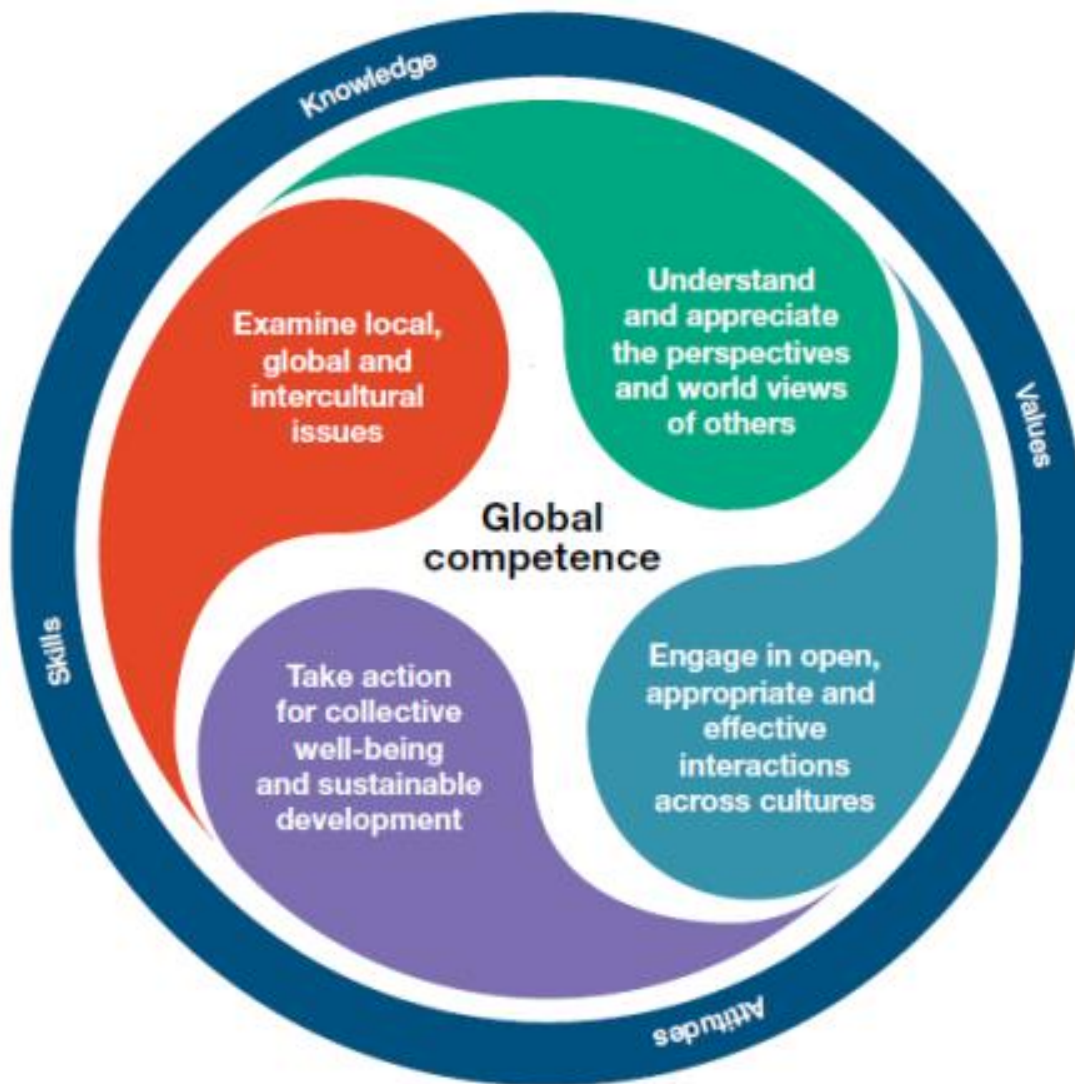 Knowledge
Values
Attitudes
Skills
Examine local,
global and
intercultural
issues
Understand
and appreciate
the perspectives
and world views
of others
Global
competence
Take action
for collective
well-being
and sustainable
development
Engage in open,
appropriate and
effective
interactions
across cultures